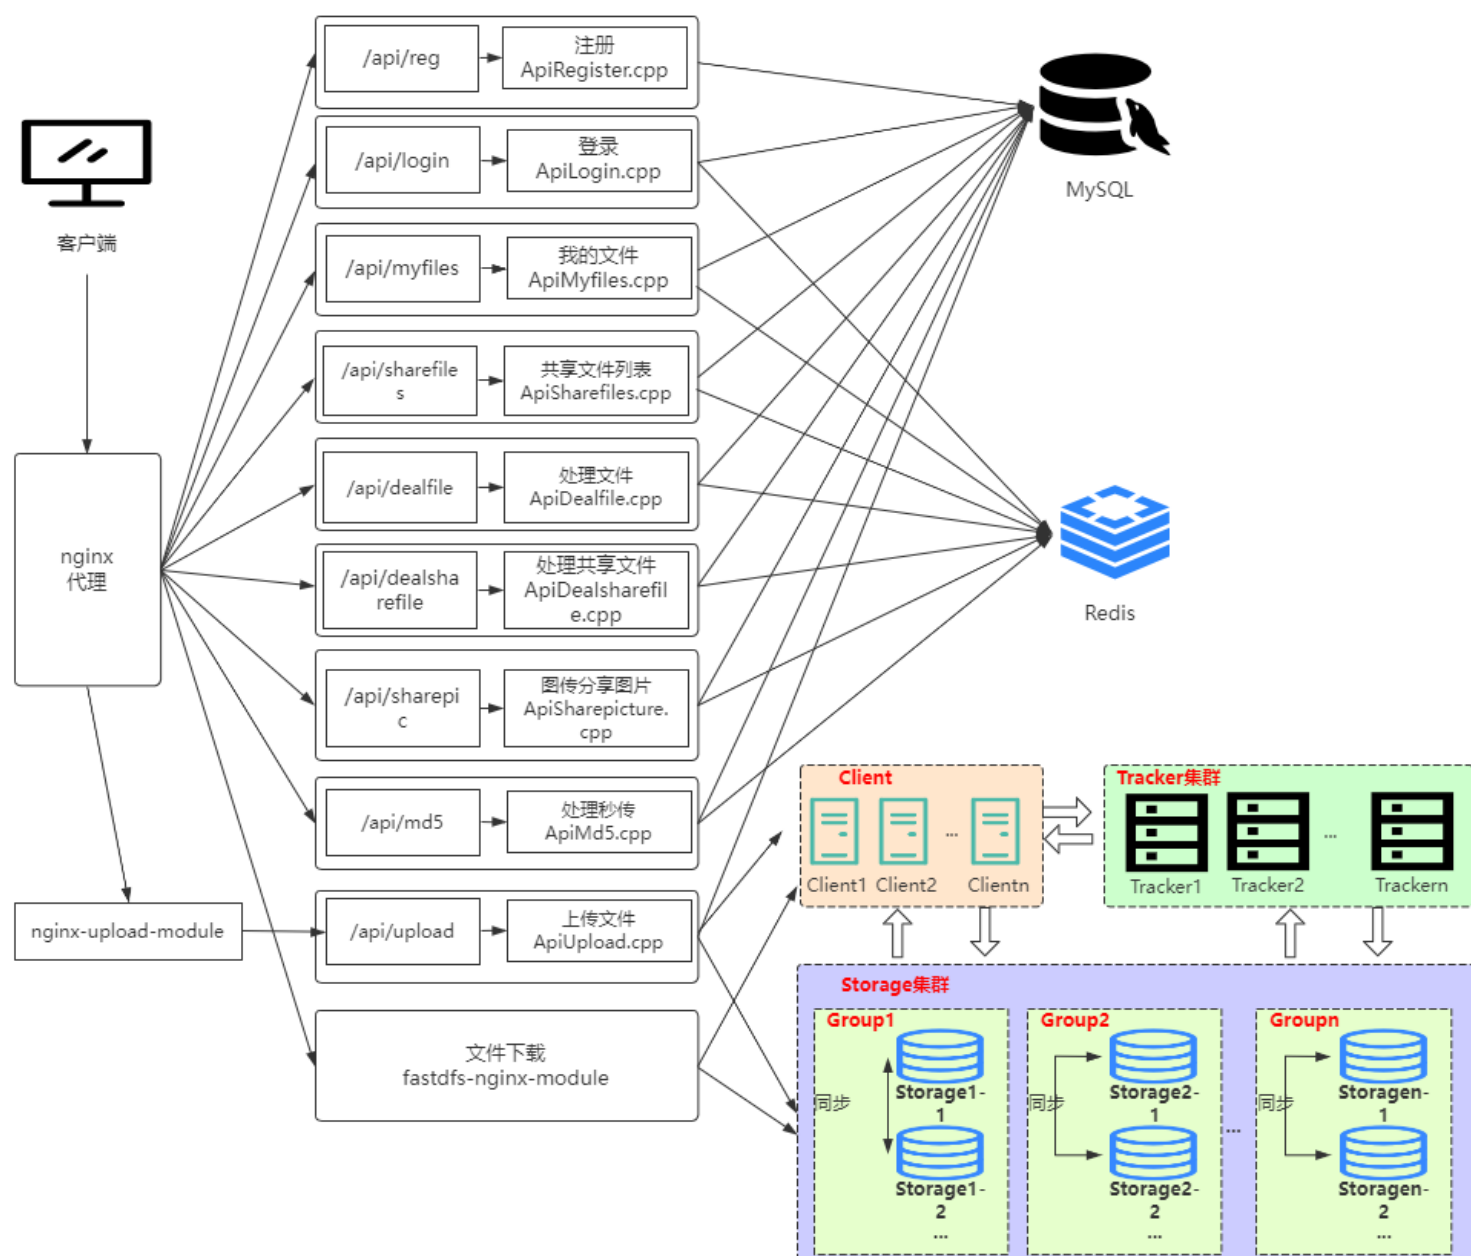 客户端
nginx
代理
nginx-upload-module
/api/reg
注册
ApiRegister.cpp
/api/login
登录
ApiLogin.cpp
/api/myfiles
我的文件
ApiMyfiles.cpp
/api/sharefile
s
共享文件列表
ApiSharefiles.cpp
/api/dealfile
处理文件
ApiDealfile.cpp
/api/dealsha
refile
处理共享文件
ApiDealsharefil
e.cpp
/api/sharepi
c
图传分享图片
ApiSharepicture.
cpp
/api/md5
处理秒传
ApiMd5.cpp
/api/upload
上传文件
ApiUpload.cpp
文件下载
fastdfs-nginx-module
MySQL
Redis
Client
Client1
Client2
...
Clientn
Tracker集群
Tracker1
Tracker2
...
Trackern
Storage集群
Group1
同步
Storage1-
1
Storage1-
2
...
Group2
同步
Storage2-
1
Storage2-
2
...
...
Groupn
同步
Storagen-
1
Storagen-
2
...